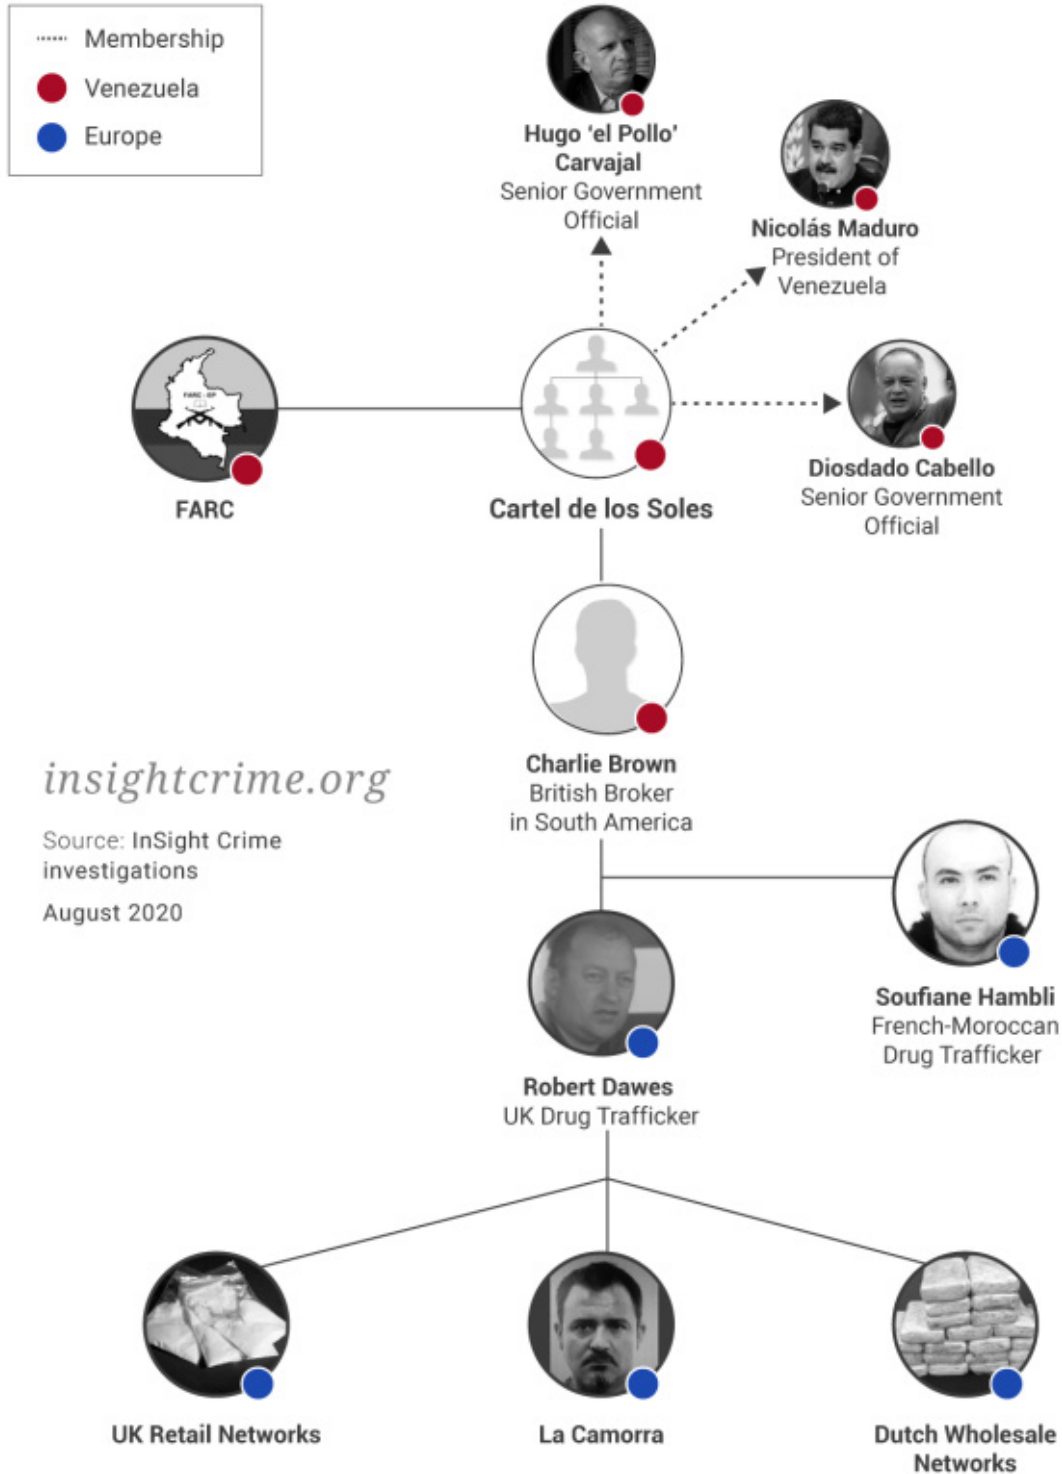 Membership
Venezuela
Europe
Hugo ‘el Pollo’
Carvajal
Senior Government
Official
Nicolás Maduro
President of
Venezuela
FARC - EP
FARC
Cartel de los Soles
Diosdado Cabello
Senior Government
Official
Charlie Brown
British Broker
in South America
insightcrime.org
Source: InSight Crime
investigations
August 2020
Soufiane Hambli
French-Moroccan
Drug Trafficker
Robert Dawes
UK Drug Trafficker
UK Retail Networks
La Camorra
Dutch Wholesale
Networks